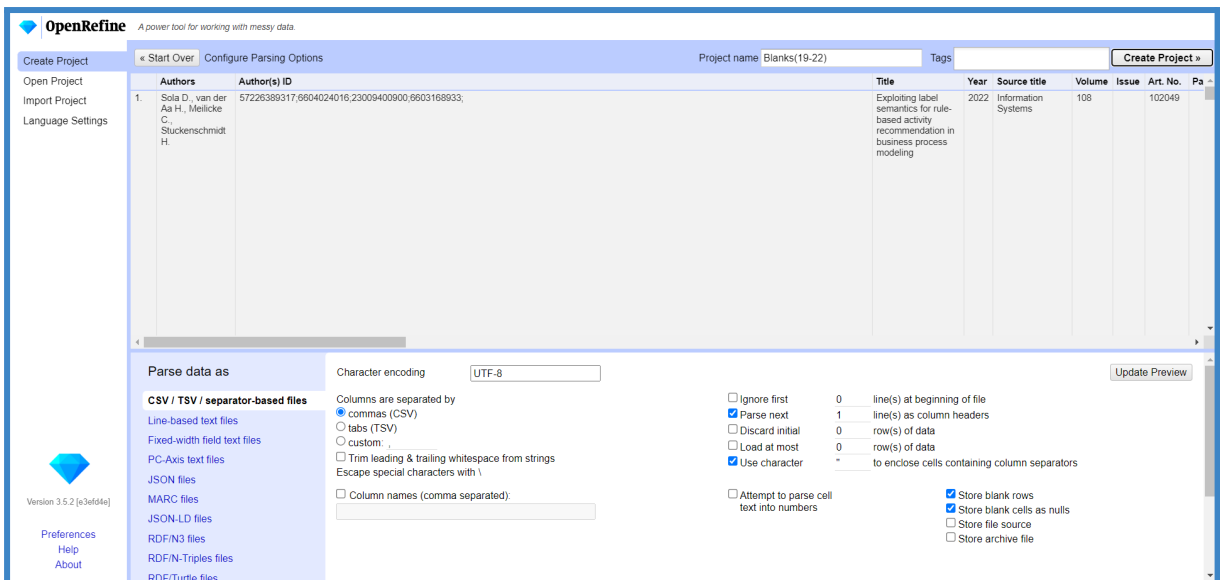 OpenRefine A power tool for working with messy data.
Create Project
Open Project
Import Project
Language Settings
« Start Over Configure Parsing Options Project name Blanks(19-22) Tags Create Project »
Authors Author(s) ID Title Year Source title Volume Issue Art. No. Pa
1. Sola D., van der 57226389317;6604024016;23009400900;6603168933; Exploiting label 2022 Information 108 102049
Aa H., Meilicke semantics for rule- Systems
C., based activity
Stuckenschmidt recommendation in
H. business process
modeling
Parse data as
CSV / TSV / separator-based files
Line-based text files
Fixed-width field text files
PC-Axis text files
JSON files
MARC files
JSON-LD files
RDF/N3 files
RDF/N-Triples files
RDF/Turtle files
Character encoding UTF-8 Update Preview
Columns are separated by
commas (CSV)
tabs (TSV)
custom: ,
Trim leading & trailing whitespace from strings
Escape special characters with \
Column names (comma separated):
Ignore first 0 line(s) at beginning of file
Parse next 1 line(s) as column headers
Discard initial 0 row(s) of data
Load at most 0 row(s) of data
Use character " to enclose cells containing column separators
Attempt to parse cell
text into numbers
Store blank rows
Store blank cells as nulls
Store file source
Store archive file
Version 3.5.2 [e3efd4e]
Preferences
Help
About